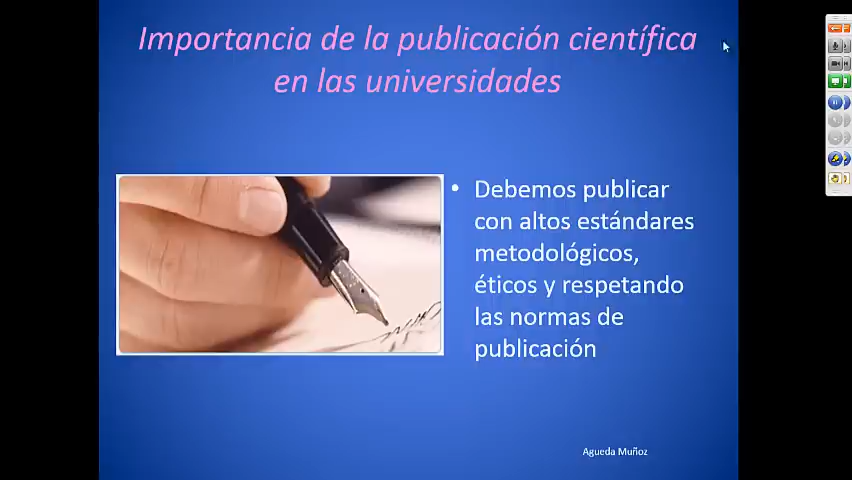 Importancia de la publicación científica
en las universidades
• Debemos publicar
con altos estándares
metodológicos,
éticos y respetando
las normas de
publicación
Agueda Muñoz